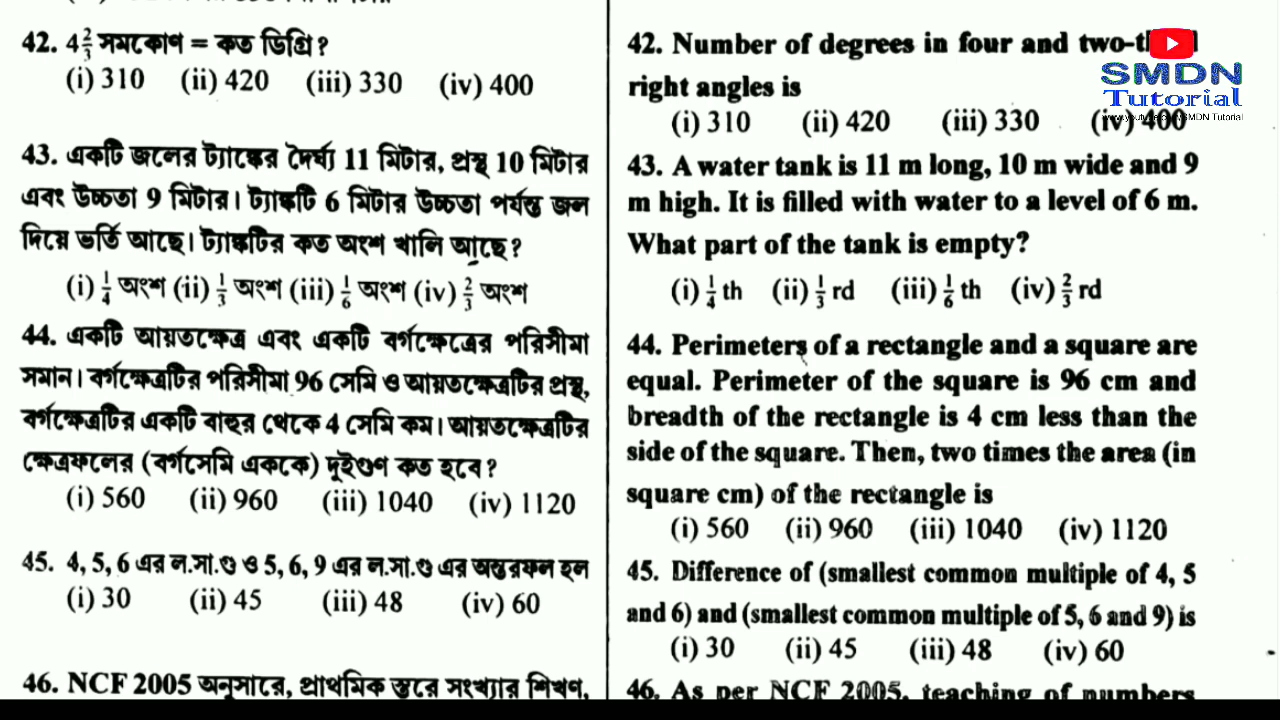 42. 4 2/3 সমকোণ = কত ডিগ্রি?
(i) 310 (ii) 420 (iii) 330 (iv) 400
43. একটি জলের ট্যাঙ্কের দৈর্ঘ্য 11 মিটার, প্রস্থ 10 মিটার
এবং উচ্চতা 9 মিটার। ট্যাঙ্কটি 6 মিটার উচ্চতা পর্যন্ত জল
দিয়ে ভর্তি আছে। ট্যাঙ্কটির কত অংশ খালি আছে?
(i) 1/4 অংশ (ii) 1/3 অংশ (iii) 1/6 অংশ (iv) 2/3 অংশ
44. একটি আয়তক্ষেত্র এবং একটি বর্গক্ষেত্রের পরিসীমা
সমান। বর্গক্ষেত্রটির পরিসীমা 96 সেমি ও আয়তক্ষেত্রটির প্রস্থ,
বর্গক্ষেত্রটির একটি বাহুর থেকে 4 সেমি কম। আয়তক্ষেত্রটির
ক্ষেত্রফলের (বর্গসেমি এককে) দুইগুণ কত হবে?
(i) 560 (ii) 960 (iii) 1040 (iv) 1120
45. 4, 5, 6 এর ল.সা.গু ও 5, 6, 9 এর ল.সা.গু এর অন্তরফল হল
(i) 30 (ii) 45 (iii) 48 (iv) 60
46. NCF 2005 অনুসারে, প্রাথমিক স্তরে সংখ্যার শিখণ,
42. Number of degrees in four and
right angles is
(i) 310 (ii) 420 (iii) 330 (iv) 400
43. A water tank is 11 m long, 10 m wide and 9
m high. It is filled with water to a level of 6 m.
What part of the tank is empty?
(i) 1/4 th (ii) 1/3 rd (iii) 1/6 th (iv) 2/3 rd
44. Perimeters of a rectangle and a square are
equal. Perimeter of the square is 96 cm and
breadth of the rectangle is 4 cm less than the
side of the square. Then, two times the area (in
square cm) of the rectangle is
(i) 560 (ii) 960 (iii) 1040 (iv) 1120
45. Difference of (smallest common multiple of 4, 5
and 6) and (smallest common multiple of 5, 6 and 9) is
(i) 30 (ii) 45 (iii) 48 (iv) 60
46. As per NCF 2005, teaching of numbers
SMDN
Tutorial